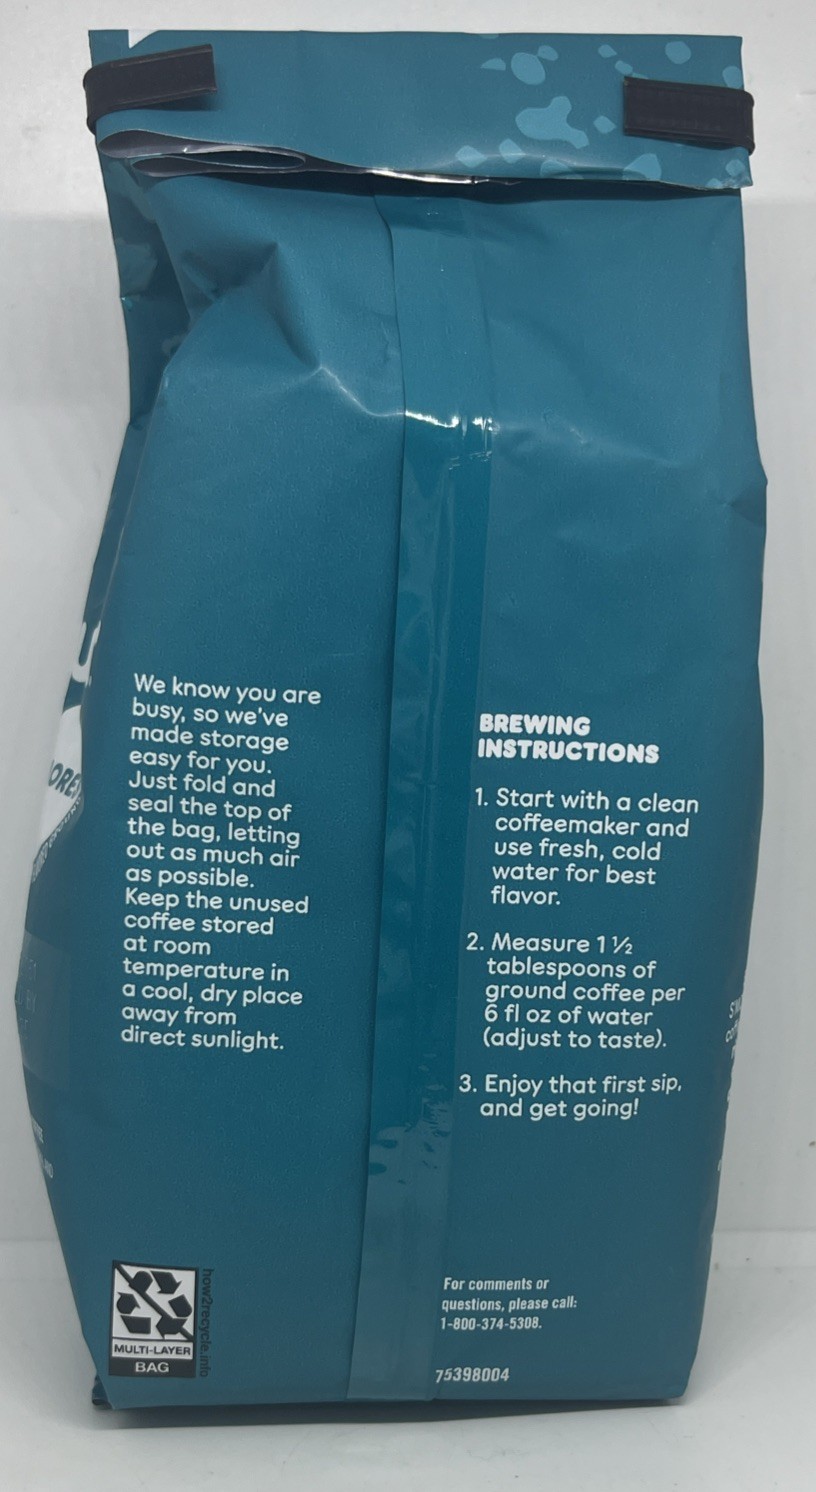 We know you are
busy, so we've
made storage
easy for you.
Just fold and
seal the top of
the bag, letting
out as much air
as possible.
Keep the unused
coffee stored
at room
temperature in
a cool, dry place
away from
direct sunlight.
BREWING
INSTRUCTIONS
1. Start with a clean
coffeemaker and
use fresh, cold
water for best
flavor.
2. Measure 1 ½
tablespoons of
ground coffee per
6 fl oz of water
(adjust to taste).
3. Enjoy that first sip,
and get going!
MULTI-LAYER
BAG
how2recycle.info
For comments or
questions, please call:
1-800-374-5308.
75398004